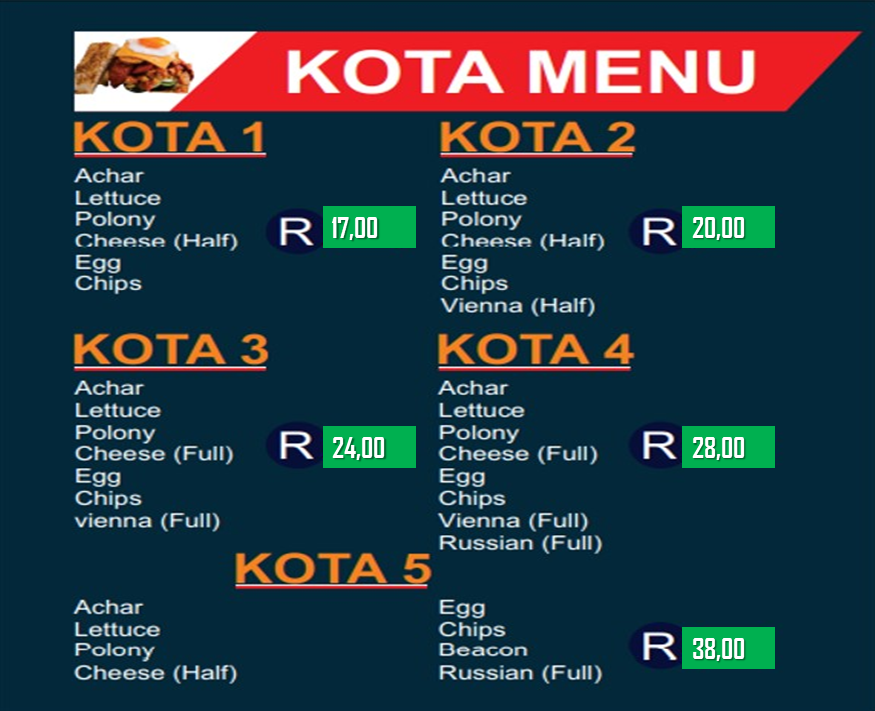 KOTA MENU
KOTA 1
Achar
Lettuce
Polony
Cheese (Half)
Egg
Chips
R 17,00
KOTA 2
Achar
Lettuce
Polony
Cheese (Half)
Egg
Chips
Vienna (Half)
R 20,00
KOTA 3
Achar
Lettuce
Polony
Cheese (Full)
Egg
Chips
vienna (Full)
R 24,00
KOTA 4
Achar
Lettuce
Polony
Cheese (Full)
Egg
Chips
Vienna (Full)
Russian (Full)
R 28,00
KOTA 5
Achar
Lettuce
Polony
Cheese (Half)
Egg
Chips
Beacon
Russian (Full)
R 38,00